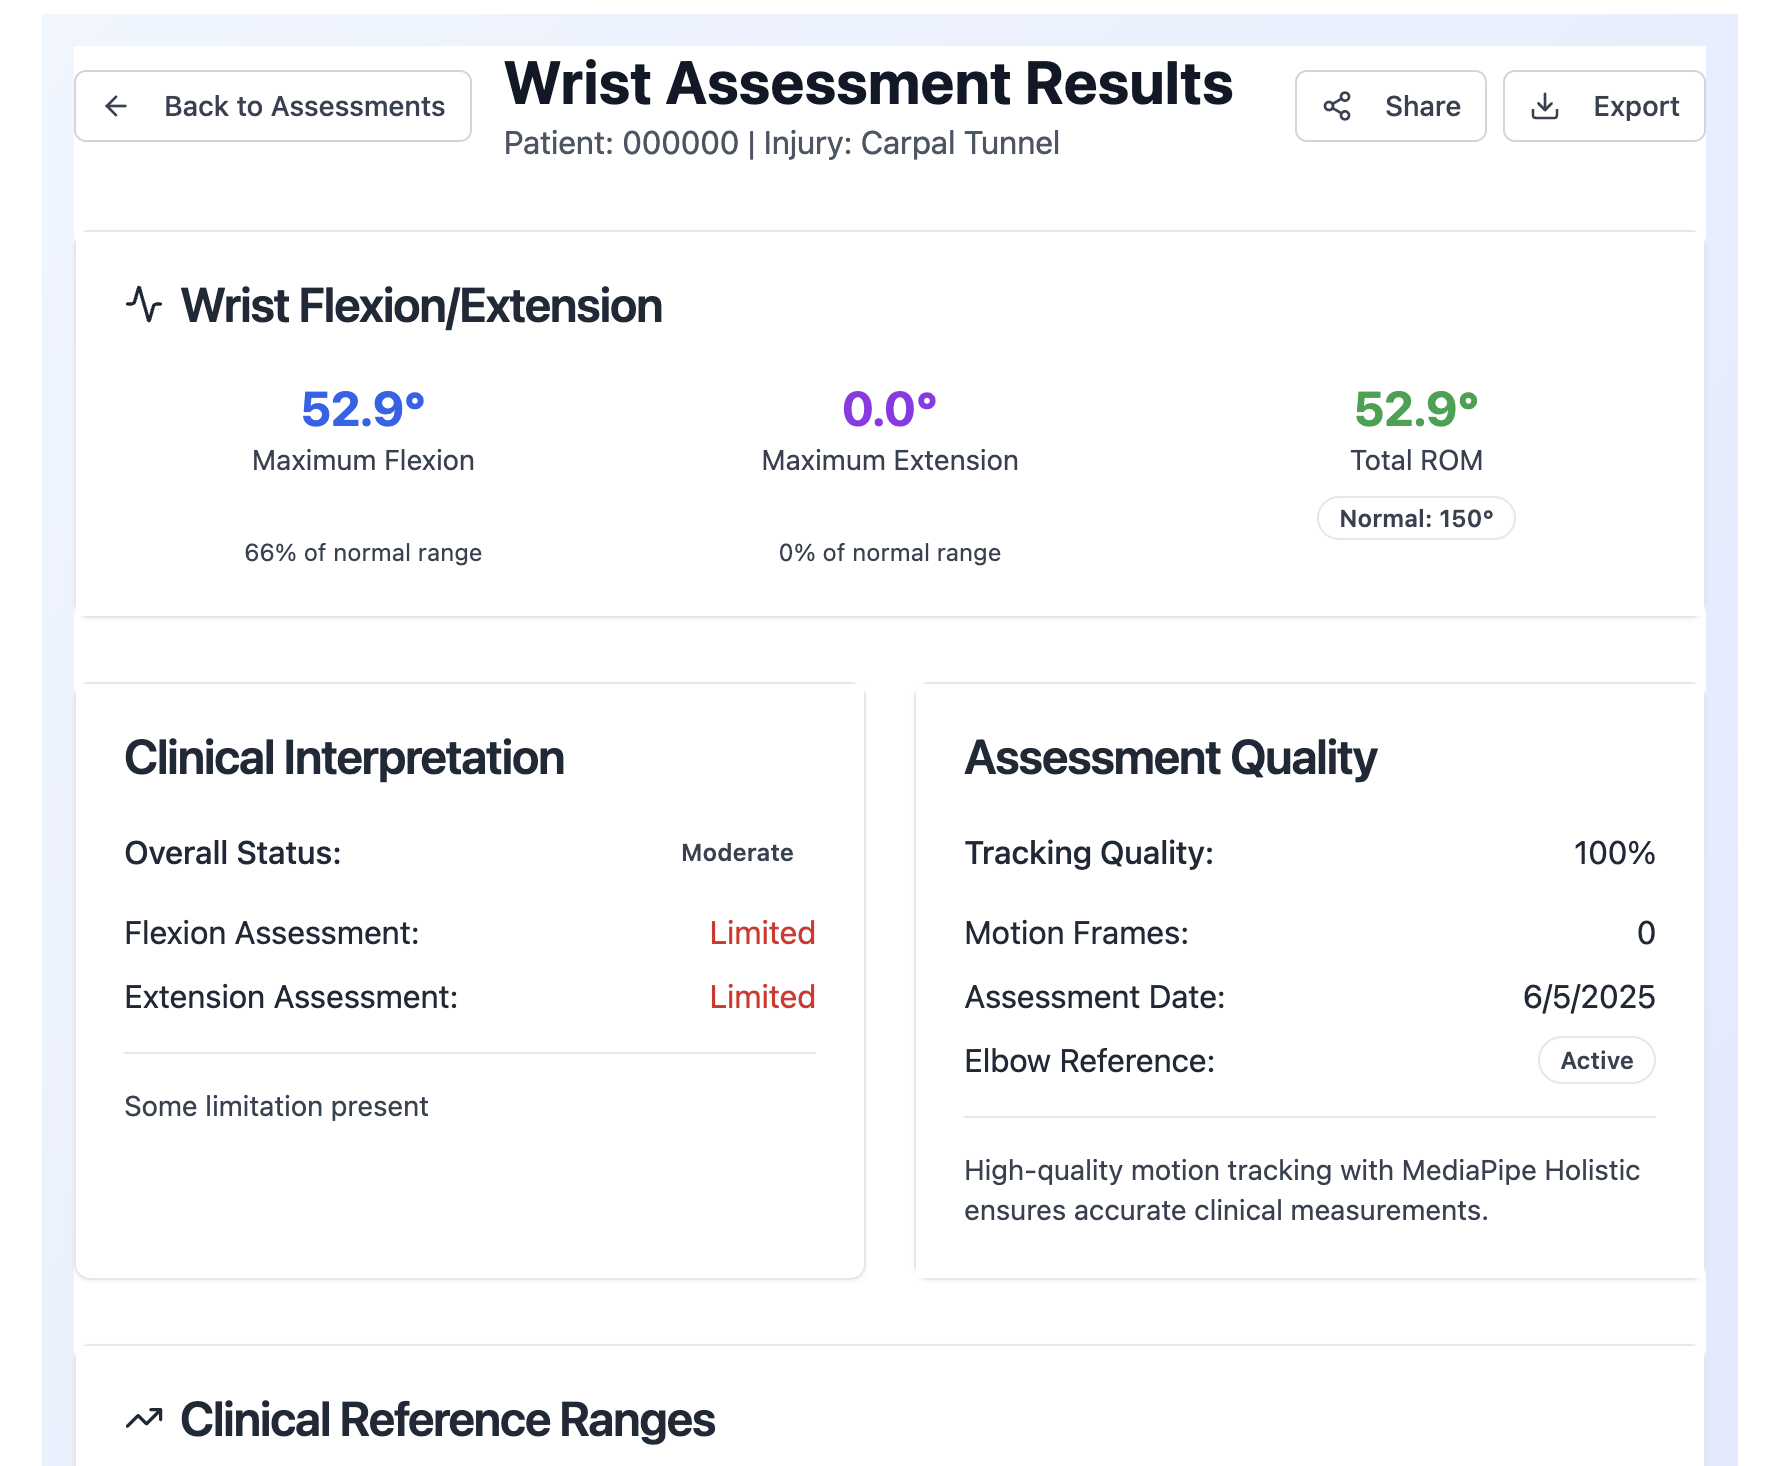 Back to Assessments
Wrist Assessment Results
Patient: 000000 | Injury: Carpal Tunnel
Share
Export
Wrist Flexion/Extension
52.9°
Maximum Flexion
66% of normal range
0.0°
Maximum Extension
0% of normal range
52.9°
Total ROM
Normal: 150°
Clinical Interpretation
Overall Status: Moderate
Flexion Assessment: Limited
Extension Assessment: Limited
Some limitation present
Assessment Quality
Tracking Quality: 100%
Motion Frames: 0
Assessment Date: 6/5/2025
Elbow Reference: Active
High-quality motion tracking with MediaPipe Holistic
ensures accurate clinical measurements.
Clinical Reference Ranges